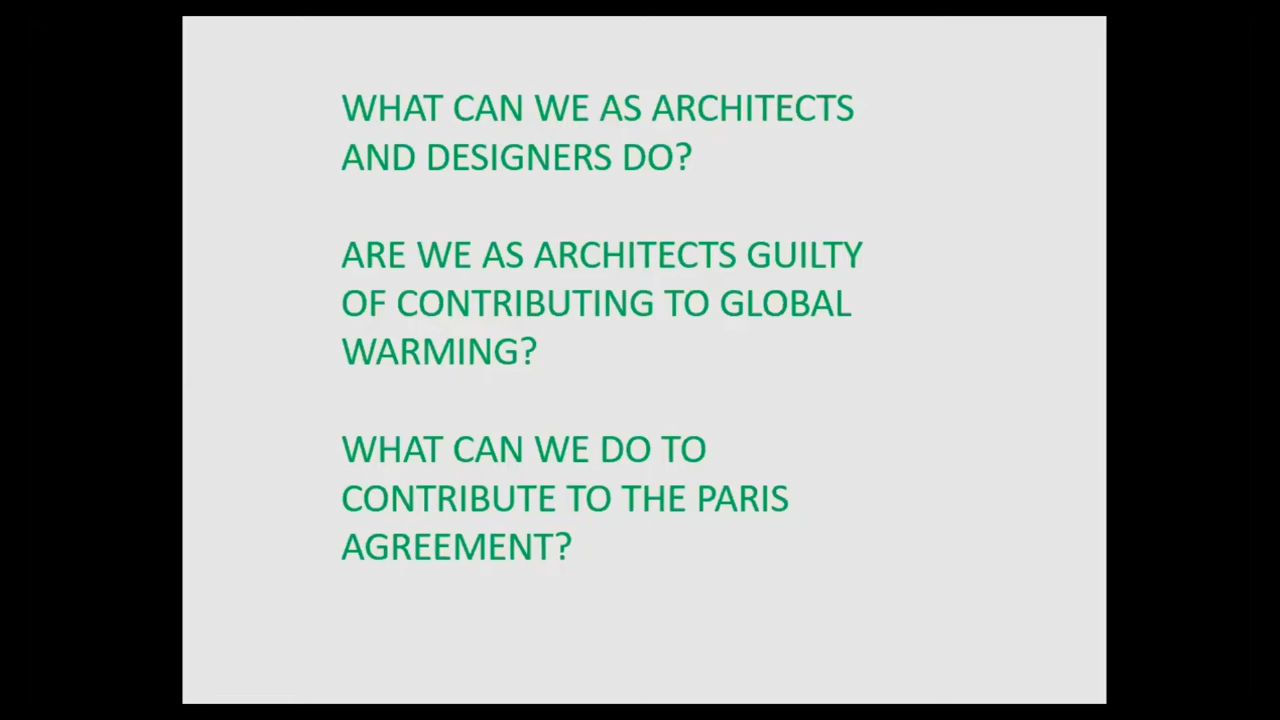 WHAT CAN WE AS ARCHITECTS
AND DESIGNERS DO?
ARE WE AS ARCHITECTS GUILTY
OF CONTRIBUTING TO GLOBAL
WARMING?
WHAT CAN WE DO TO
CONTRIBUTE TO THE PARIS
AGREEMENT?